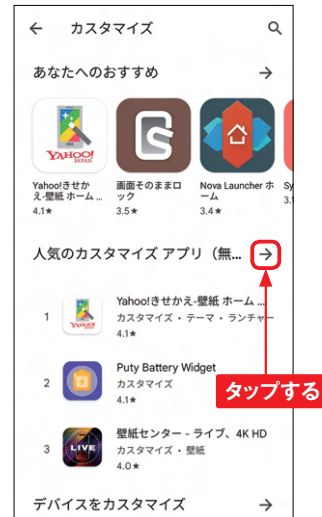 カスタマイズ
あなたへのおすすめ
YAHOO!
Yahoo!きせか
え-壁紙 ホーム ...
4.1★
画面そのままロ
ック
3.5★
Nova Launcher ホ
ーム
3.4★
Sy
3.
人気のカスタマイズ アプリ（無...
1
YAHOO!
Yahoo!きせかえ-壁紙 ホーム ...
カスタマイズ・テーマ・ランチャー
4.1★
2
Puty Battery Widget
カスタマイズ
4.1★
タップする
3
LIVE
壁紙センター - ライブ、4K HD
カスタマイズ・壁紙
4.0★
デバイスをカスタマイズ